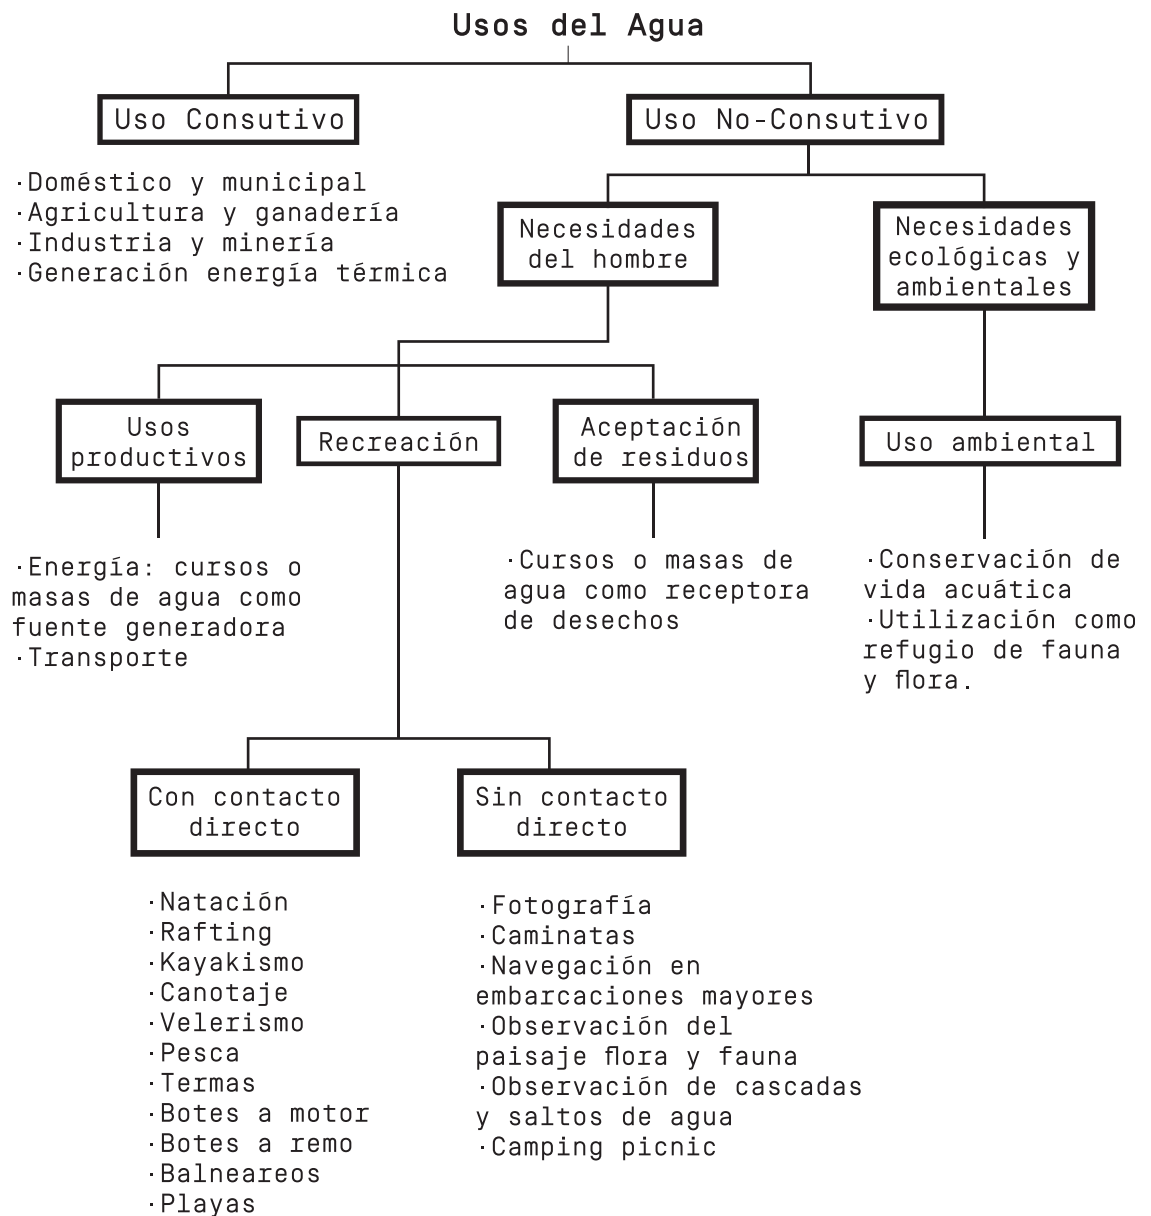 Usos del Agua
Uso Consutivo
Uso No-Consutivo
·Doméstico y municipal
·Agricultura y ganadería
·Industria y minería
·Generación energía térmica
Necesidades
del hombre
Necesidades
ecológicas y
ambientales
Usos
productivos
Recreación
Aceptación
de residuos
Uso ambiental
·Energía: cursos o
masas de agua como
fuente generadora
·Transporte
·Cursos o masas de
agua como receptora
de desechos
·Conservación de
vida acuática
·Utilización como
refugio de fauna
y flora.
Con contacto
directo
Sin contacto
directo
·Natación
·Rafting
·Kayakismo
·Canotaje
·Velerismo
·Pesca
·Termas
·Botes a motor
·Botes a remo
·Balneareos
·Playas
·Fotografía
·Caminatas
·Navegación en
embarcaciones mayores
·Observación del
paisaje flora y fauna
·Observación de cascadas
y saltos de agua
·Camping picnic